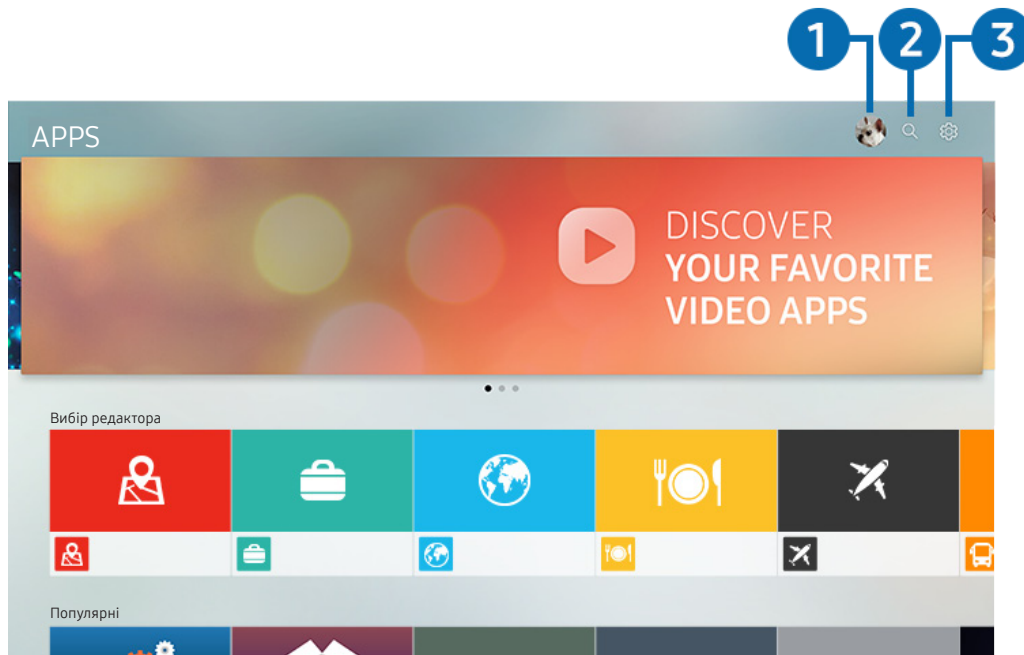 1 2 3
APPS
DISCOVER
YOUR FAVORITE
VIDEO APPS
Вибір редактора
Популярні